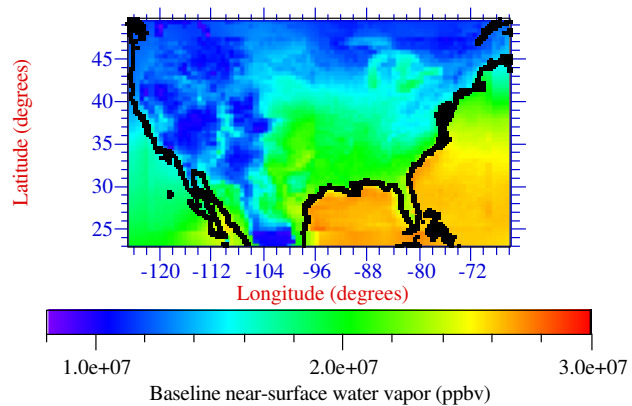 Latitude (degrees)
45
40
35
30
25
-120 -112 -104 -96 -88 -80 -72
Longitude (degrees)
1.0e+07 2.0e+07 3.0e+07
Baseline near-surface water vapor (ppbv)